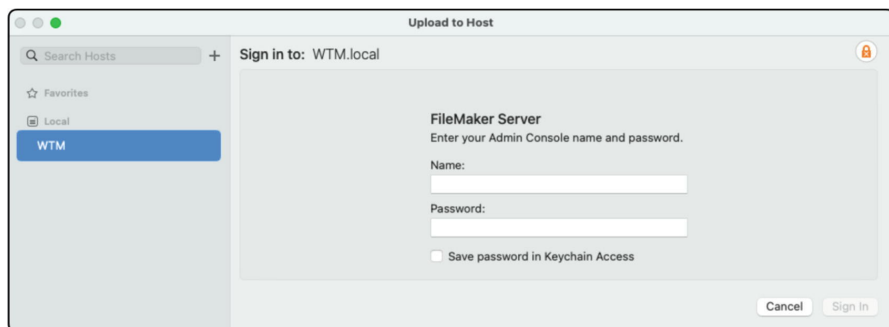 Upload to Host
Search Hosts
Favorites
Local
WTM
Sign in to: WTM.local
FileMaker Server
Enter your Admin Console name and password.
Name:
Password:
Save password in Keychain Access
Cancel
Sign In